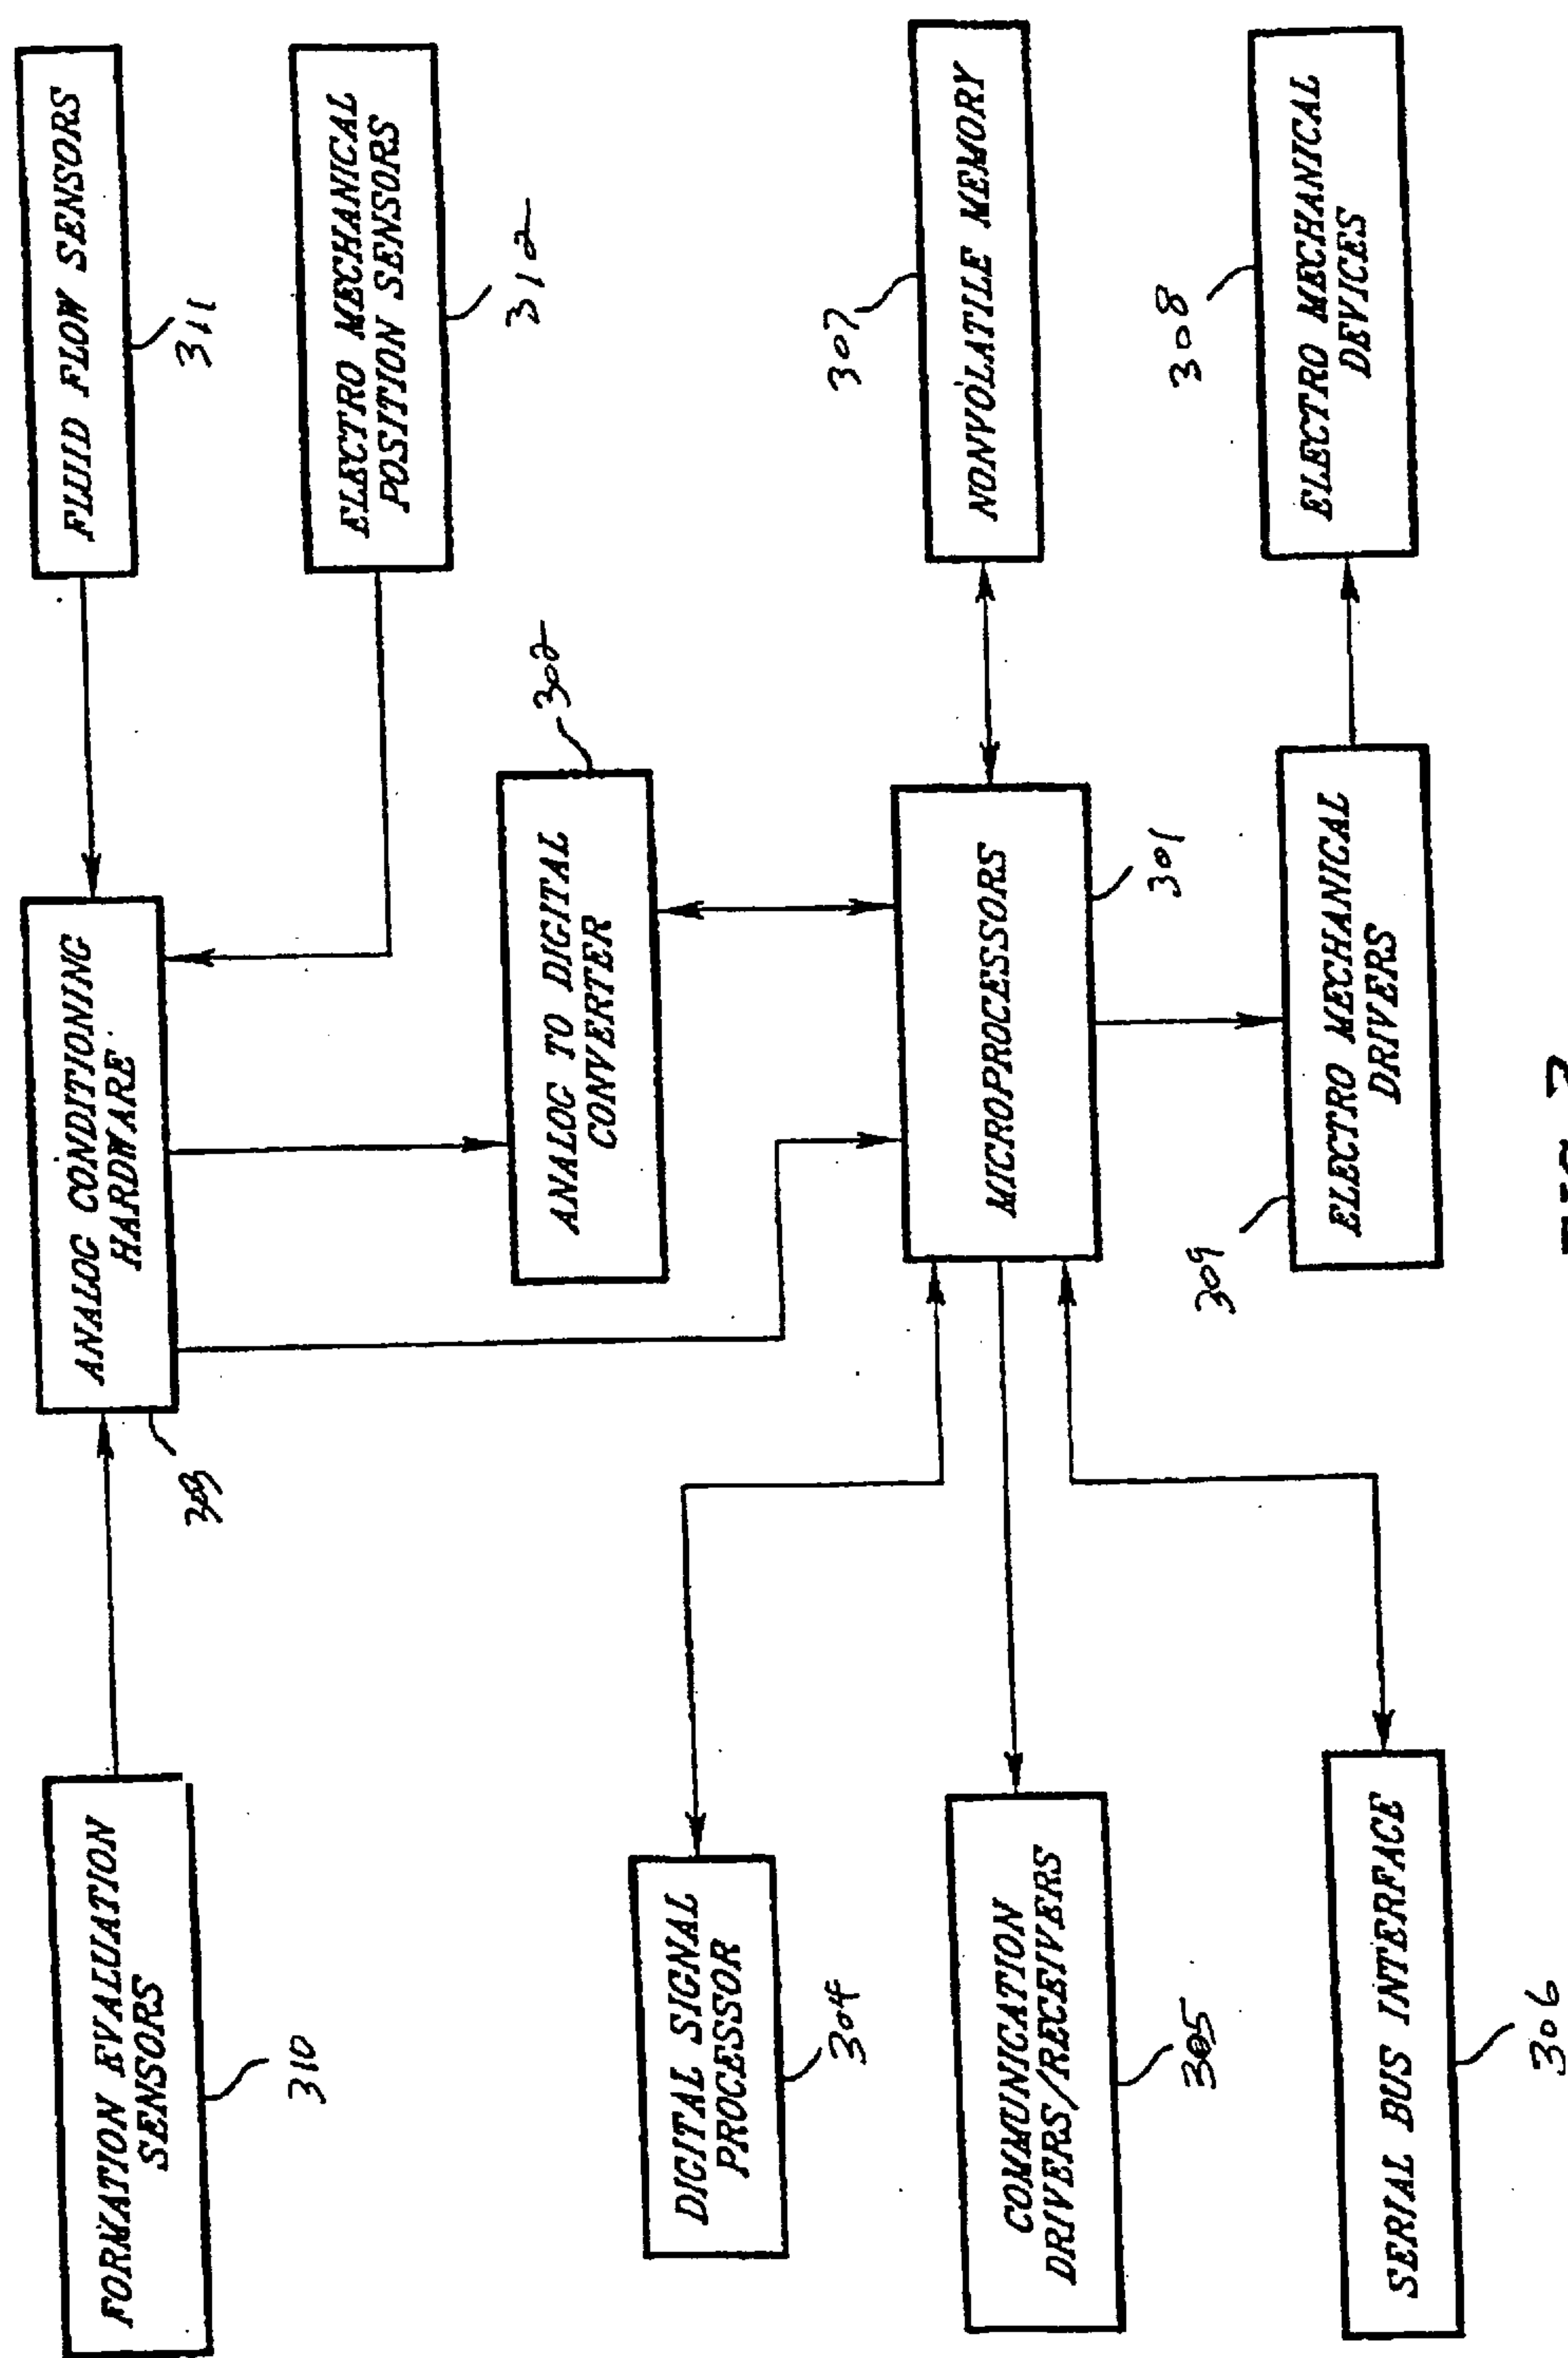 FORMATION EVALUATION
SENSORS
310
ANALOG CONDITIONING
HARDWARE
303
FLUID FLOW SENSORS
311
ELECTRO MECHANICAL
POSITION SENSORS
312
ANALOG TO DIGITAL
CONVERTER
302
DIGITAL SIGNAL
PROCESSOR
304
MICROPROCESSORS
301
NONVOLATILE MEMORY
307
COMMUNICATION
DRIVERS/RECEIVERS
305
SERIAL BUS INTERFACE
306
ELECTRO MECHANICAL
DRIVERS
309
ELECTRO MECHANICAL
DEVICES
308